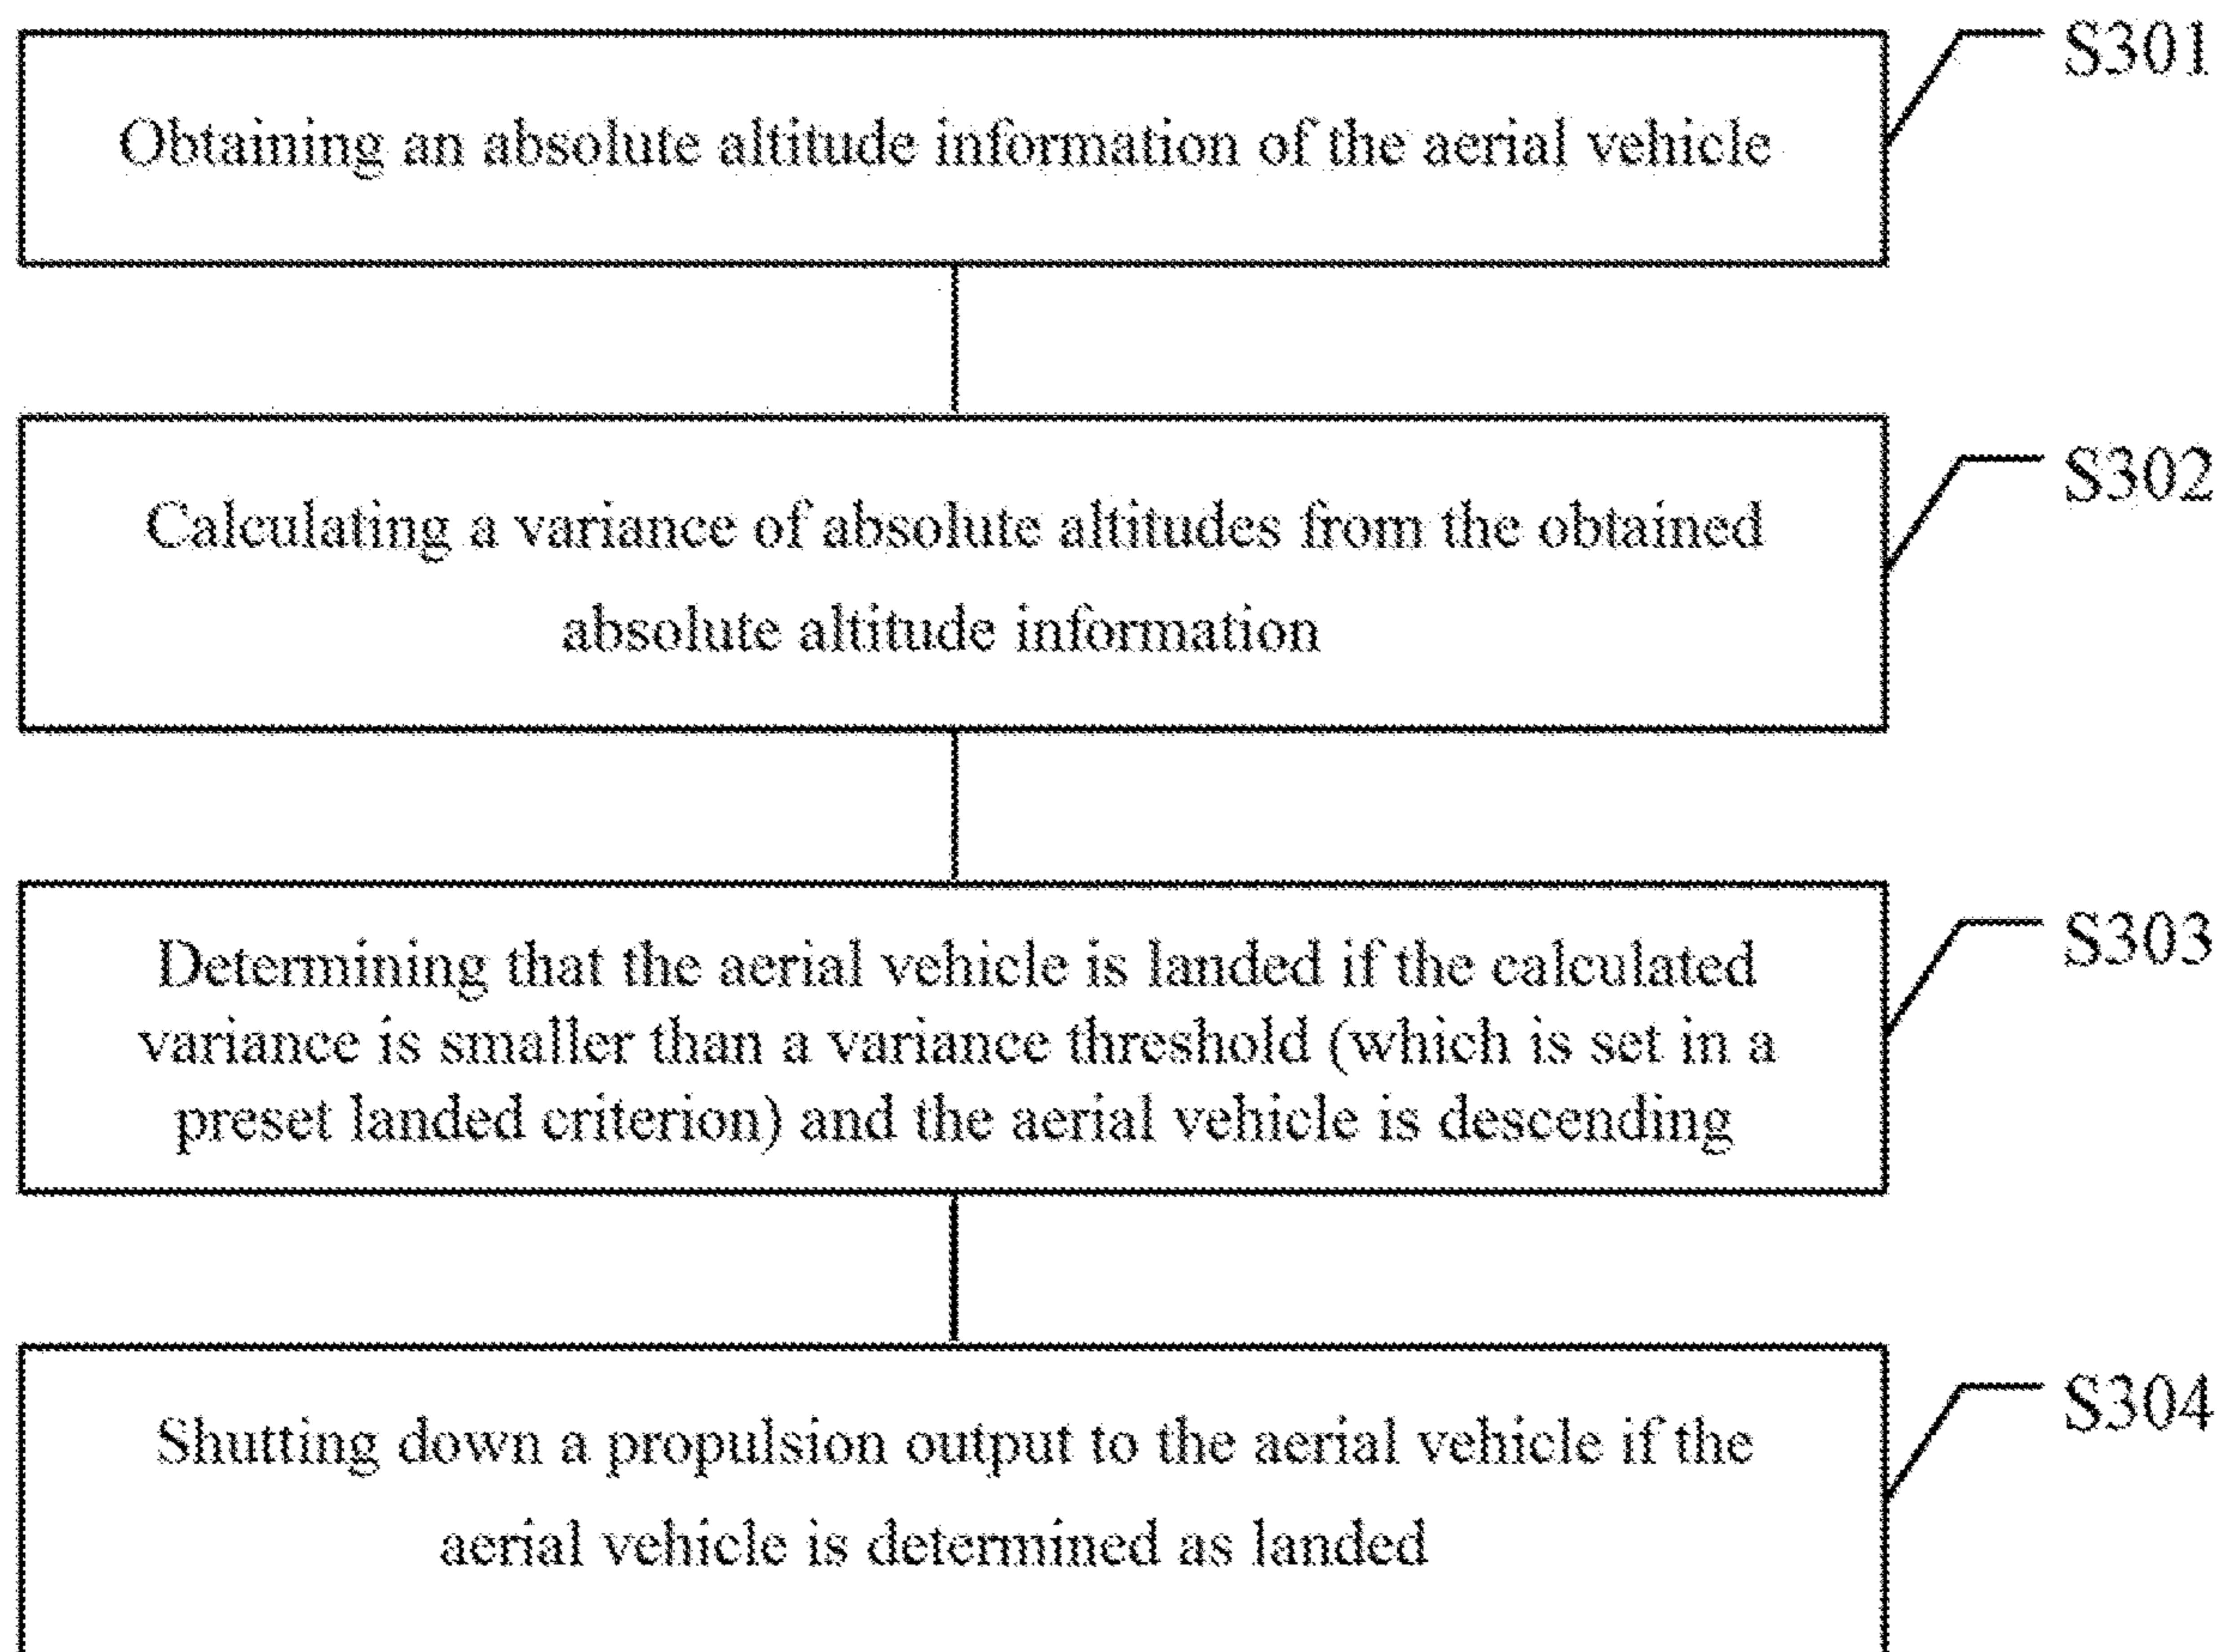 S301
Obtaining an absolute altitude information of the aerial vehicle
S302
Calculating a variance of absolute altitudes from the obtained
absolute altitude information
S303
Determining that the aerial vehicle is landed if the calculated
variance is smaller than a variance threshold (which is set in a
preset landed criterion) and the aerial vehicle is descending
S304
Shutting down a propulsion output to the aerial vehicle if the
aerial vehicle is determined as landed